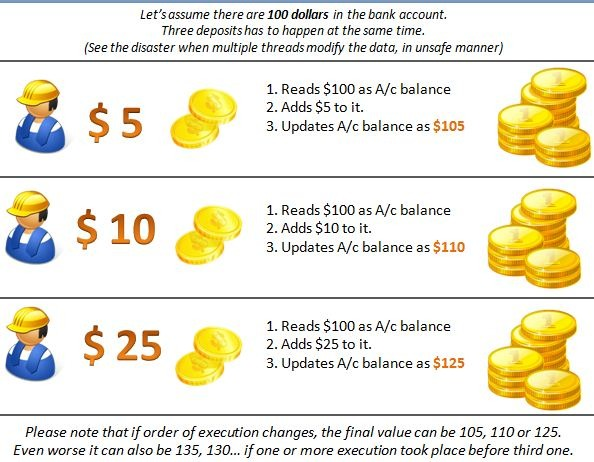 Let's assume there are 100 dollars in the bank account.
Three deposits has to happen at the same time.
(See the disaster when multiple threads modify the data, in unsafe manner)
$ 5
1. Reads $100 as A/c balance
2. Adds $5 to it.
3. Updates A/c balance as $105
$ 10
1. Reads $100 as A/c balance
2. Adds $10 to it.
3. Updates A/c balance as $110
$ 25
1. Reads $100 as A/c balance
2. Adds $25 to it.
3. Updates A/c balance as $125
Please note that if order of execution changes, the final value can be 105, 110 or 125.
Even worse it can also be 135, 130... if one or more execution took place before third one.